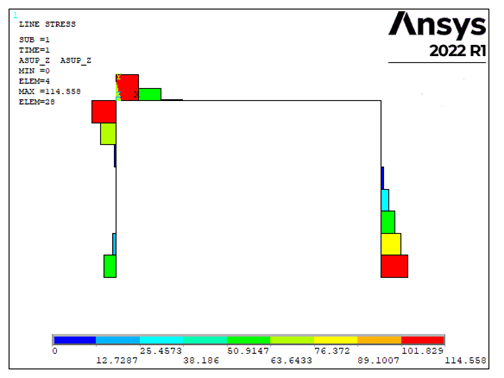 1
LINE STRESS
SUB =1
TIME=1
ASUP_Z ASUP_Z
MIN =0
ELEM=4
MAX =114.558
ELEM=28
Ansys
2022 R1
0
12.7287
25.4573
38.186
50.9147
63.6433
76.372
89.1007
101.829
114.558